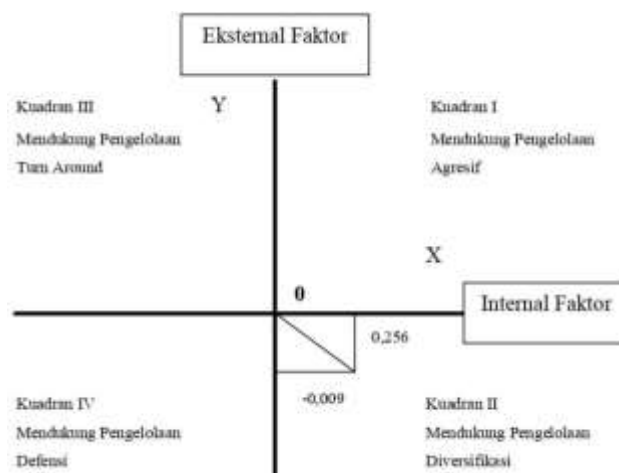 Eksternal Faktor
Kuadran III
Mendukung Pengelolaan
Turn Around
Y
Kuadran I
Mendukung Pengelolaan
Agresif
X
0
Internal Faktor
0,256
-0,009
Kuadran IV
Mendukung Pengelolaan
Defensi
Kuadran II
Mendukung Pengelolaan
Diversifikasi